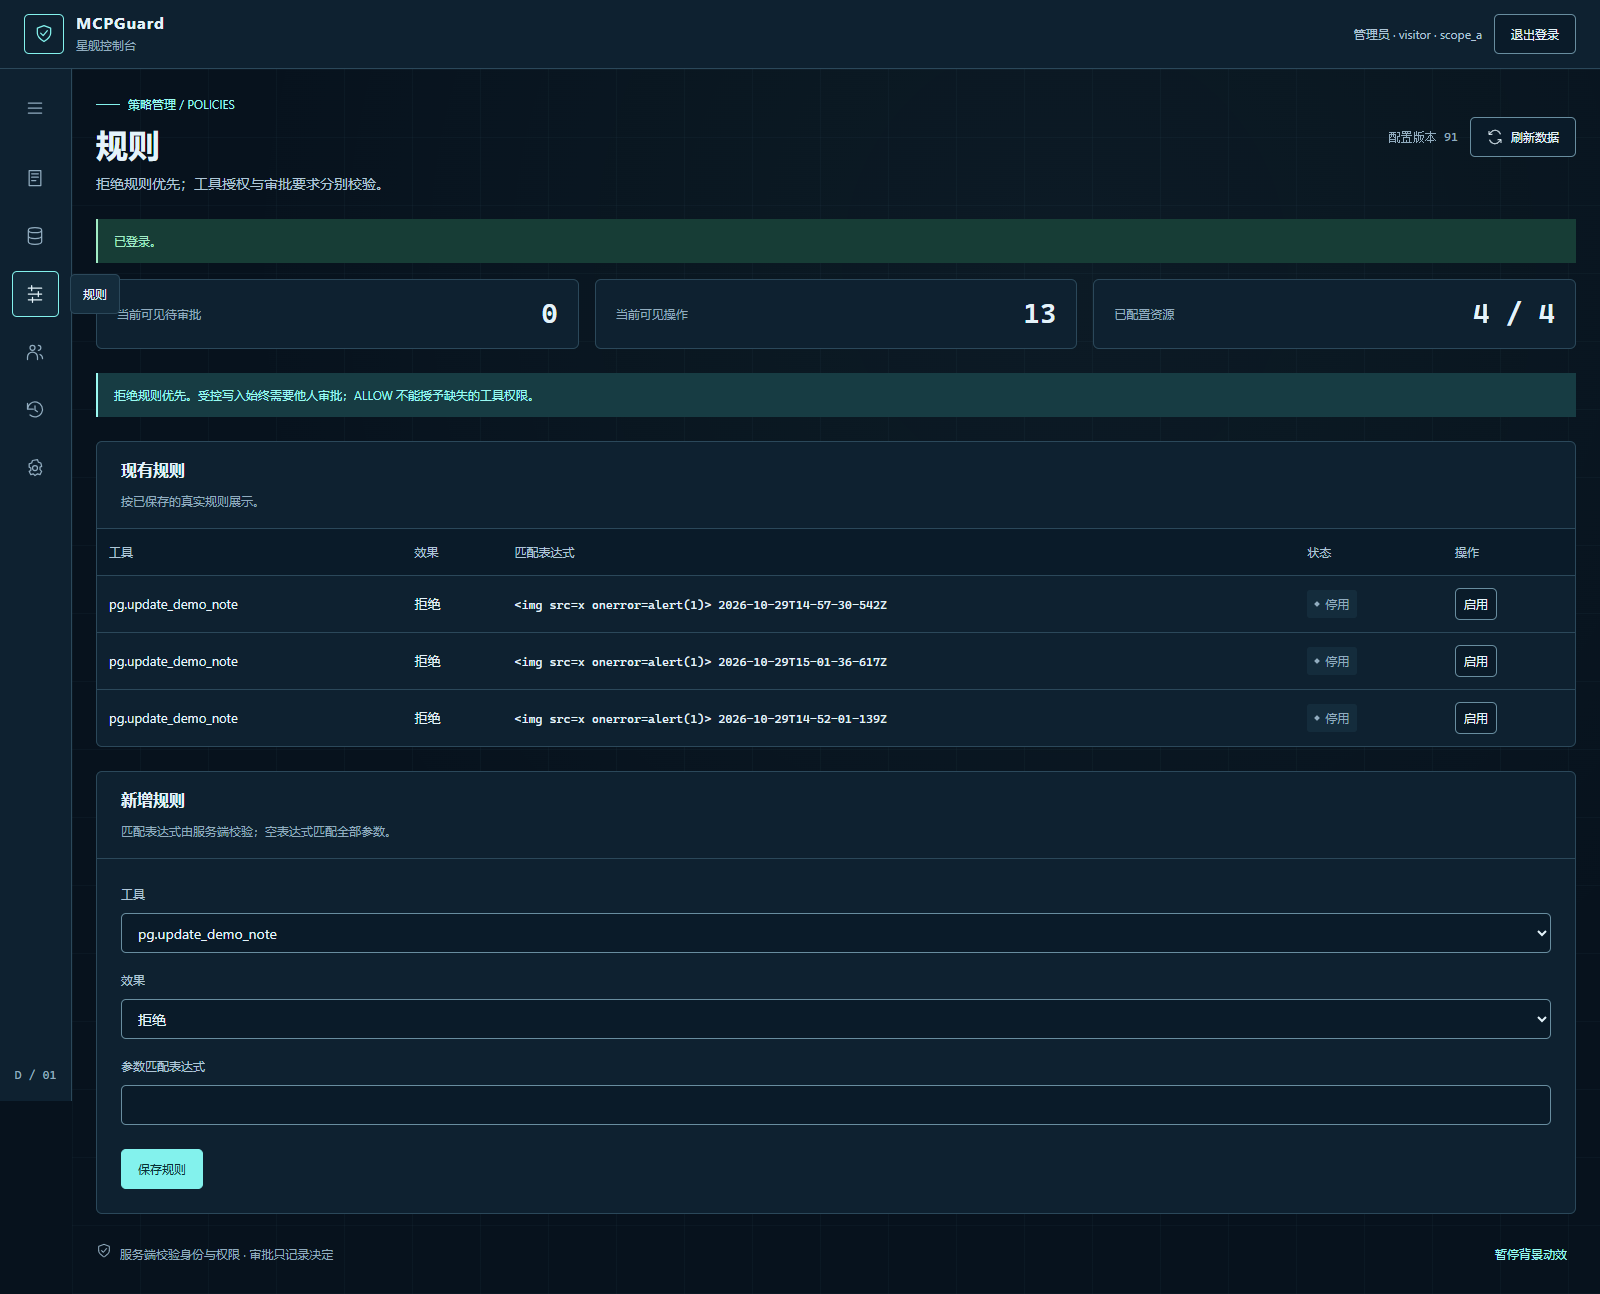 MCPGuard
星舰控制台
管理员 · visitor · scope_a
退出登录
策略管理 / POLICIES
规则
拒绝规则优先；工具授权与审批要求分别校验。
配置版本 91
刷新数据
已登录。
规则
当前可见待审批
0
当前可见操作
13
已配置资源
4 / 4
拒绝规则优先。受控写入始终需要他人审批；ALLOW 不能授予缺失的工具权限。
现有规则
按已保存的真实规则展示。
工具 效果 匹配表达式 状态 操作
pg.update_demo_note 拒绝 <img src=x onerror=alert(1)> 2026-10-29T14-57-30-542Z 停用 启用
pg.update_demo_note 拒绝 <img src=x onerror=alert(1)> 2026-10-29T15-01-36-617Z 停用 启用
pg.update_demo_note 拒绝 <img src=x onerror=alert(1)> 2026-10-29T14-52-01-139Z 停用 启用
新增规则
匹配表达式由服务端校验；空表达式匹配全部参数。
工具
pg.update_demo_note
效果
拒绝
参数匹配表达式
保存规则
D / 01
服务端校验身份与权限 · 审批只记录决定
暂停背景动效